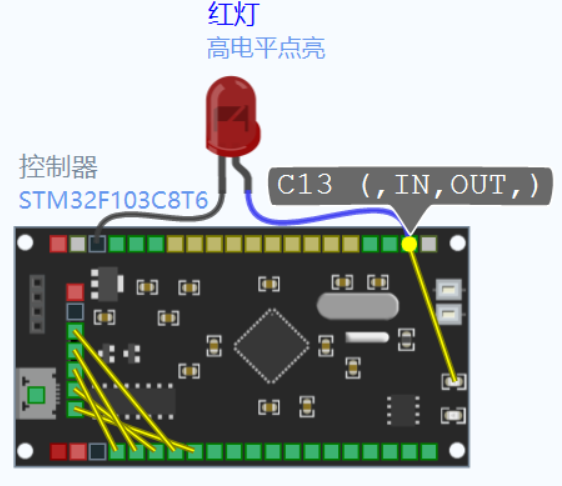 红灯
高电平点亮
控制器
STM32F103C8T6
C13 (,IN,OUT,)